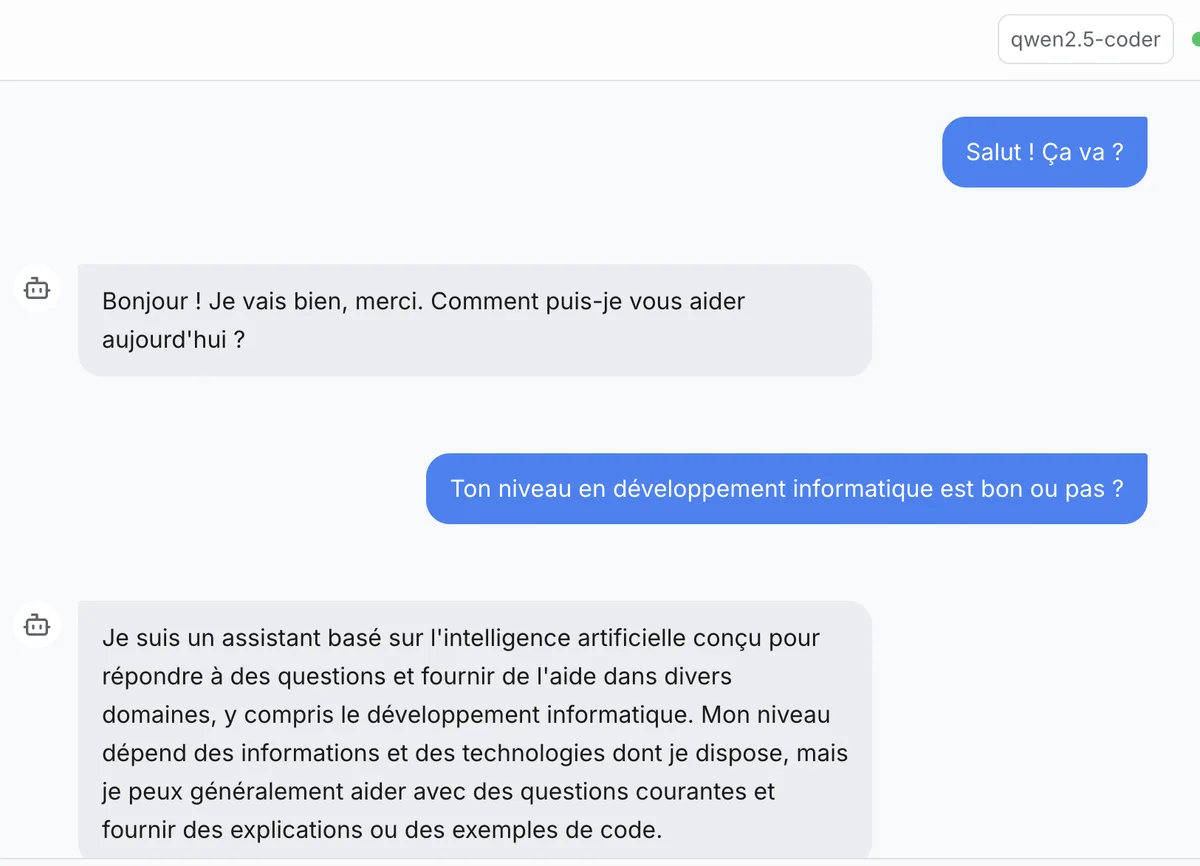 qwen2.5-coder
Salut ! Ça va ?
Bonjour ! Je vais bien, merci. Comment puis-je vous aider
aujourd'hui ?
Ton niveau en développement informatique est bon ou pas ?
Je suis un assistant basé sur l'intelligence artificielle conçu pour
répondre à des questions et fournir de l'aide dans divers
domaines, y compris le développement informatique. Mon niveau
dépend des informations et des technologies dont je dispose, mais
je peux généralement aider avec des questions courantes et
fournir des explications ou des exemples de code.